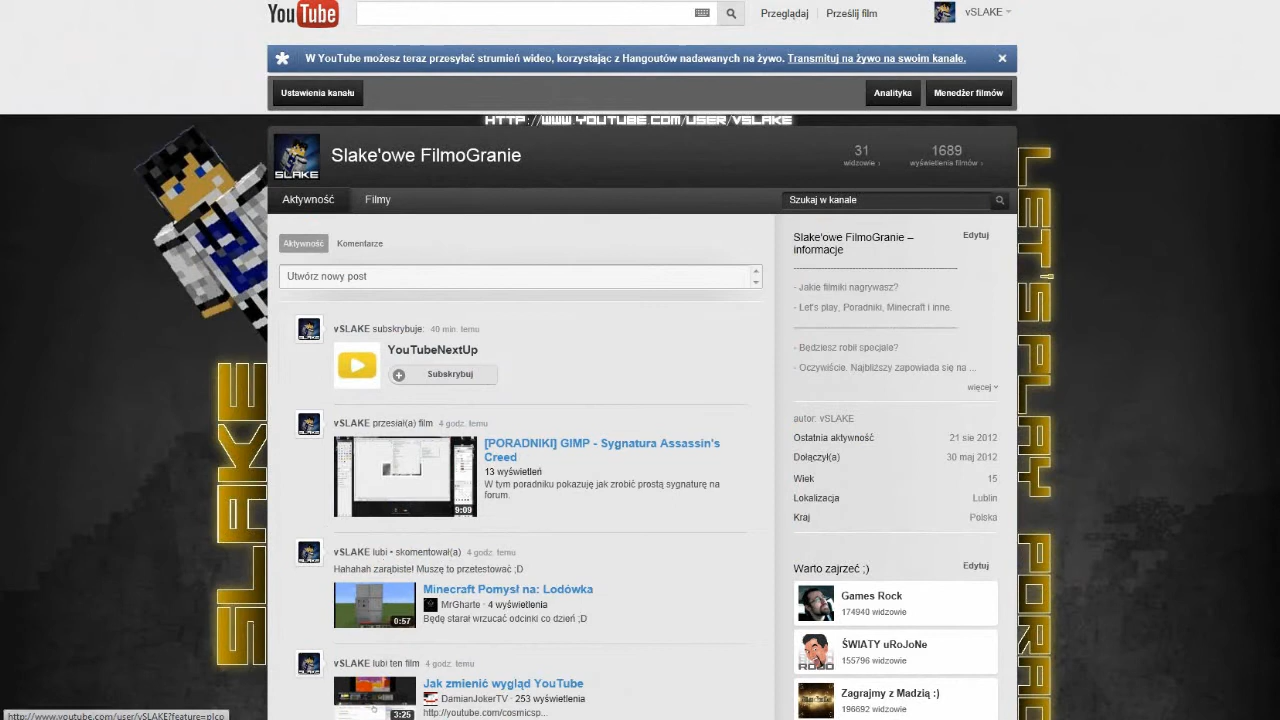 YouTube
Przeglądaj
Prześlij film
vSLAKE
W YouTube możesz teraz przesyłać strumień wideo, korzystając z Hangoutów nadawanych na żywo. Transmituj na żywo na swoim kanale.
Ustawienia kanału
Analityka
Menedżer filmów
HTTP://WWW.YOUTUBE.COM/USER/VSLAKE
SLAKE
Slake'owe FilmoGranie
31
widzowie
1689
wyświetlenia filmów
Aktywność
Filmy
Szukaj w kanale
SLAKE
LET'S PLAY
Aktywność
Komentarze
Utwórz nowy post
vSLAKE subskrybuje: 40 min. temu
YouTubeNextUp
Subskrybuj
vSLAKE przesłał(a) film 4 godz. temu
[PORADNIKI] GIMP - Sygnatura Assassin's
Creed
13 wyświetleń
W tym poradniku pokazuję jak zrobić prostą sygnaturę na
forum.
9:09
vSLAKE lubi • skomentował(a) 4 godz. temu
Hahahah zarąbiste! Muszę to przetestować ;D
Minecraft Pomysł na: Lodówka
MrGharte · 4 wyświetlenia
Będę starał wrzucać odcinki co dzień ;D
0:57
vSLAKE lubi ten film 4 godz. temu
Jak zmienić wygląd YouTube
DamianJokerTV · 253 wyświetlenia
http://youtube.com/cosmicsp...
3:25
Slake'owe FilmoGranie –
informacje
Edytuj
- Jakie filmiki nagrywasz?
- Let's play, Poradniki, Minecraft i inne.
- Będziesz robił specjale?
- Oczywiście. Najbliższy zapowiada się na ...
więcej
autor: vSLAKE
Ostatnia aktywność 21 sie 2012
Dołączył(a) 30 maj 2012
Wiek 15
Lokalizacja Lublin
Kraj Polska
Warto zajrzeć ;)
Edytuj
Games Rock
174940 widzowie
ŚWIATY uRoJoNe
155796 widzowie
Zagrajmy z Madzią :)
196692 widzowie
http://www.youtube.com/user/vSLAKE?feature=plcp